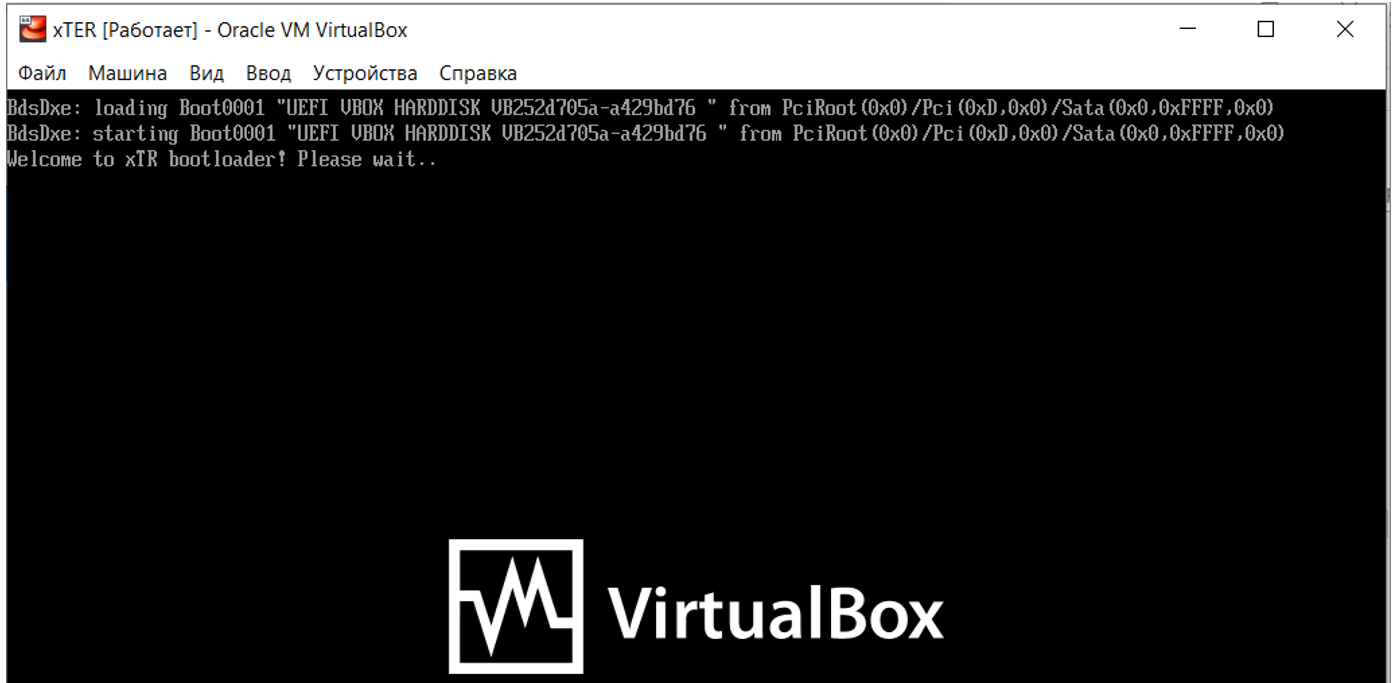 xTER [Работает] - Oracle VM VirtualBox
Файл Машина Вид Ввод Устройства Справка
BdsDxe: loading Boot0001 "UEFI VBOX HARDDISK VB252d705a-a429bd76 " from PciRoot(0x0)/Pci(0xD,0x0)/Sata(0x0,0xFFFF,0x0)
BdsDxe: starting Boot0001 "UEFI VBOX HARDDISK VB252d705a-a429bd76 " from PciRoot(0x0)/Pci(0xD,0x0)/Sata(0x0,0xFFFF,0x0)
Welcome to xTR bootloader! Please wait..
VirtualBox